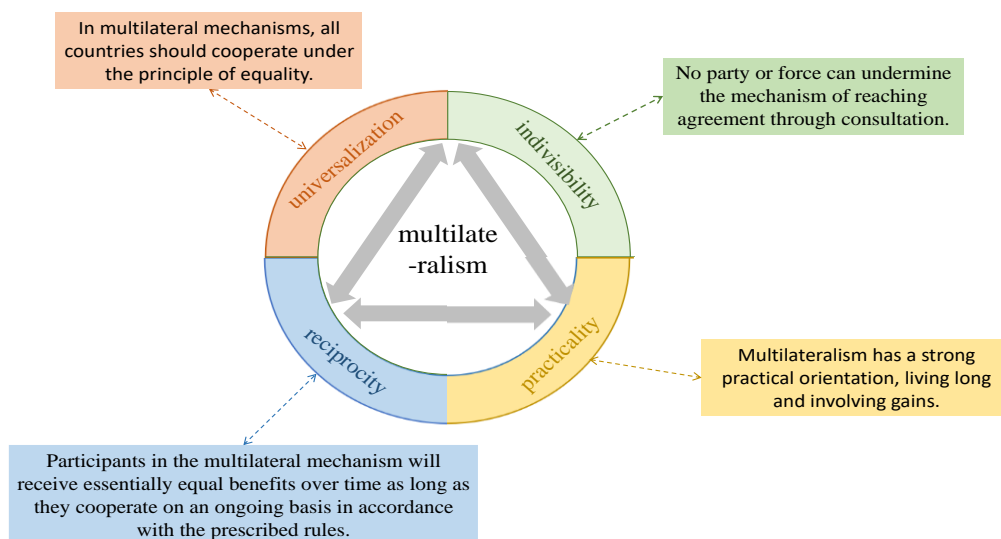 In multilateral mechanisms, all
countries should cooperate under
the principle of equality.
No party or force can undermine
the mechanism of reaching
agreement through consultation.
universalization
indivisibility
multilate
-ralism
reciprocity
practicality
Multilateralism has a strong
practical orientation, living long
and involving gains.
Participants in the multilateral mechanism will
receive essentially equal benefits over time as long as
they cooperate on an ongoing basis in accordance
with the prescribed rules.